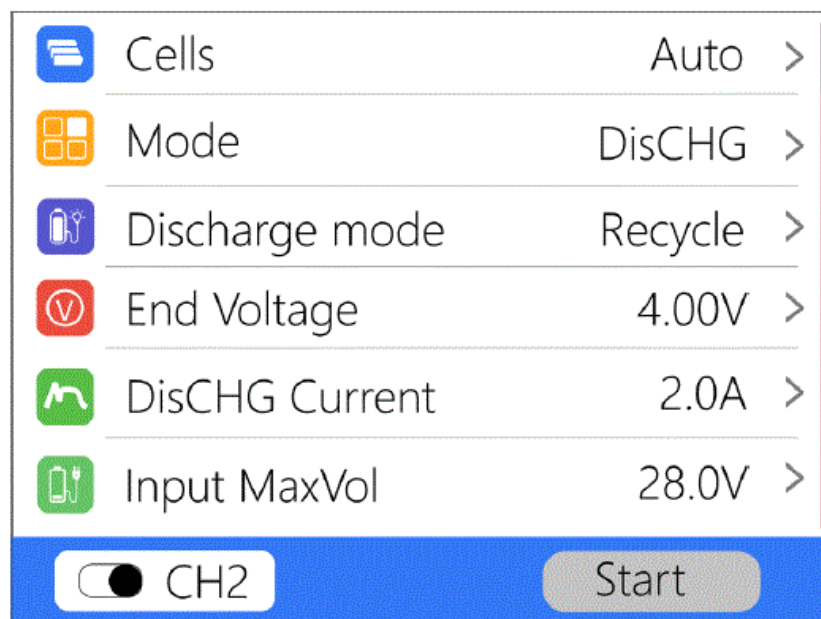 Cells Auto >
Mode DisCHG >
Discharge mode Recycle >
End Voltage 4.00V >
DisCHG Current 2.0A >
Input MaxVol 28.0V >
CH2 Start